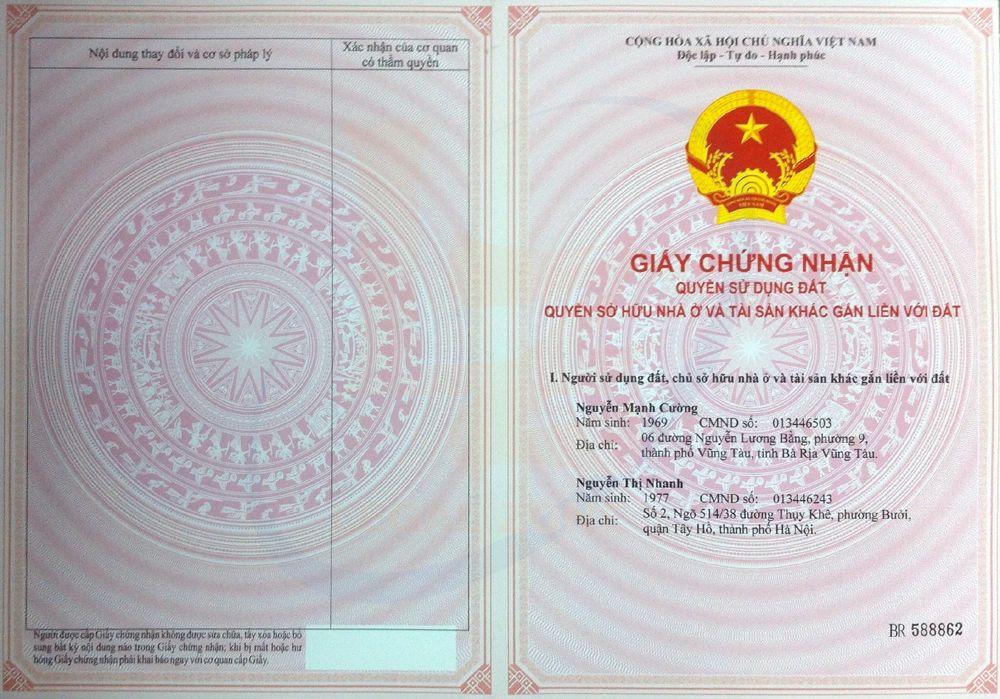 Nội dung thay đổi và cơ sở pháp lý
Xác nhận của cơ quan
có thẩm quyền
Người được cấp Giấy chứng nhận không được sửa chữa, tẩy xóa hoặc bổ
sung bất kỳ nội dung nào trong Giấy chứng nhận; khi bị mất hoặc hư
hỏng Giấy chứng nhận phải khai báo ngay với cơ quan cấp Giấy.
CỘNG HÒA XÃ HỘI CHỦ NGHĨA VIỆT NAM
Độc lập - Tự do - Hạnh phúc
GIẤY CHỨNG NHẬN
QUYỀN SỬ DỤNG ĐẤT
QUYỀN SỞ HỮU NHÀ Ở VÀ TÀI SẢN KHÁC GẮN LIỀN VỚI ĐẤT
I. Người sử dụng đất, chủ sở hữu nhà ở và tài sản khác gắn liền với đất
Nguyễn Mạnh Cường
Năm sinh: 1969 CMND số: 013446503
Địa chỉ: 06 đường Nguyễn Lương Bằng, phường 9,
thành phố Vũng Tàu, tỉnh Bà Rịa Vũng Tàu.
Nguyễn Thị Nhanh
Năm sinh: 1977 CMND số: 013446243
Địa chỉ: Số 2, Ngõ 514/38 đường Thụy Khê, phường Bưởi,
quận Tây Hồ, thành phố Hà Nội.
BR 588862